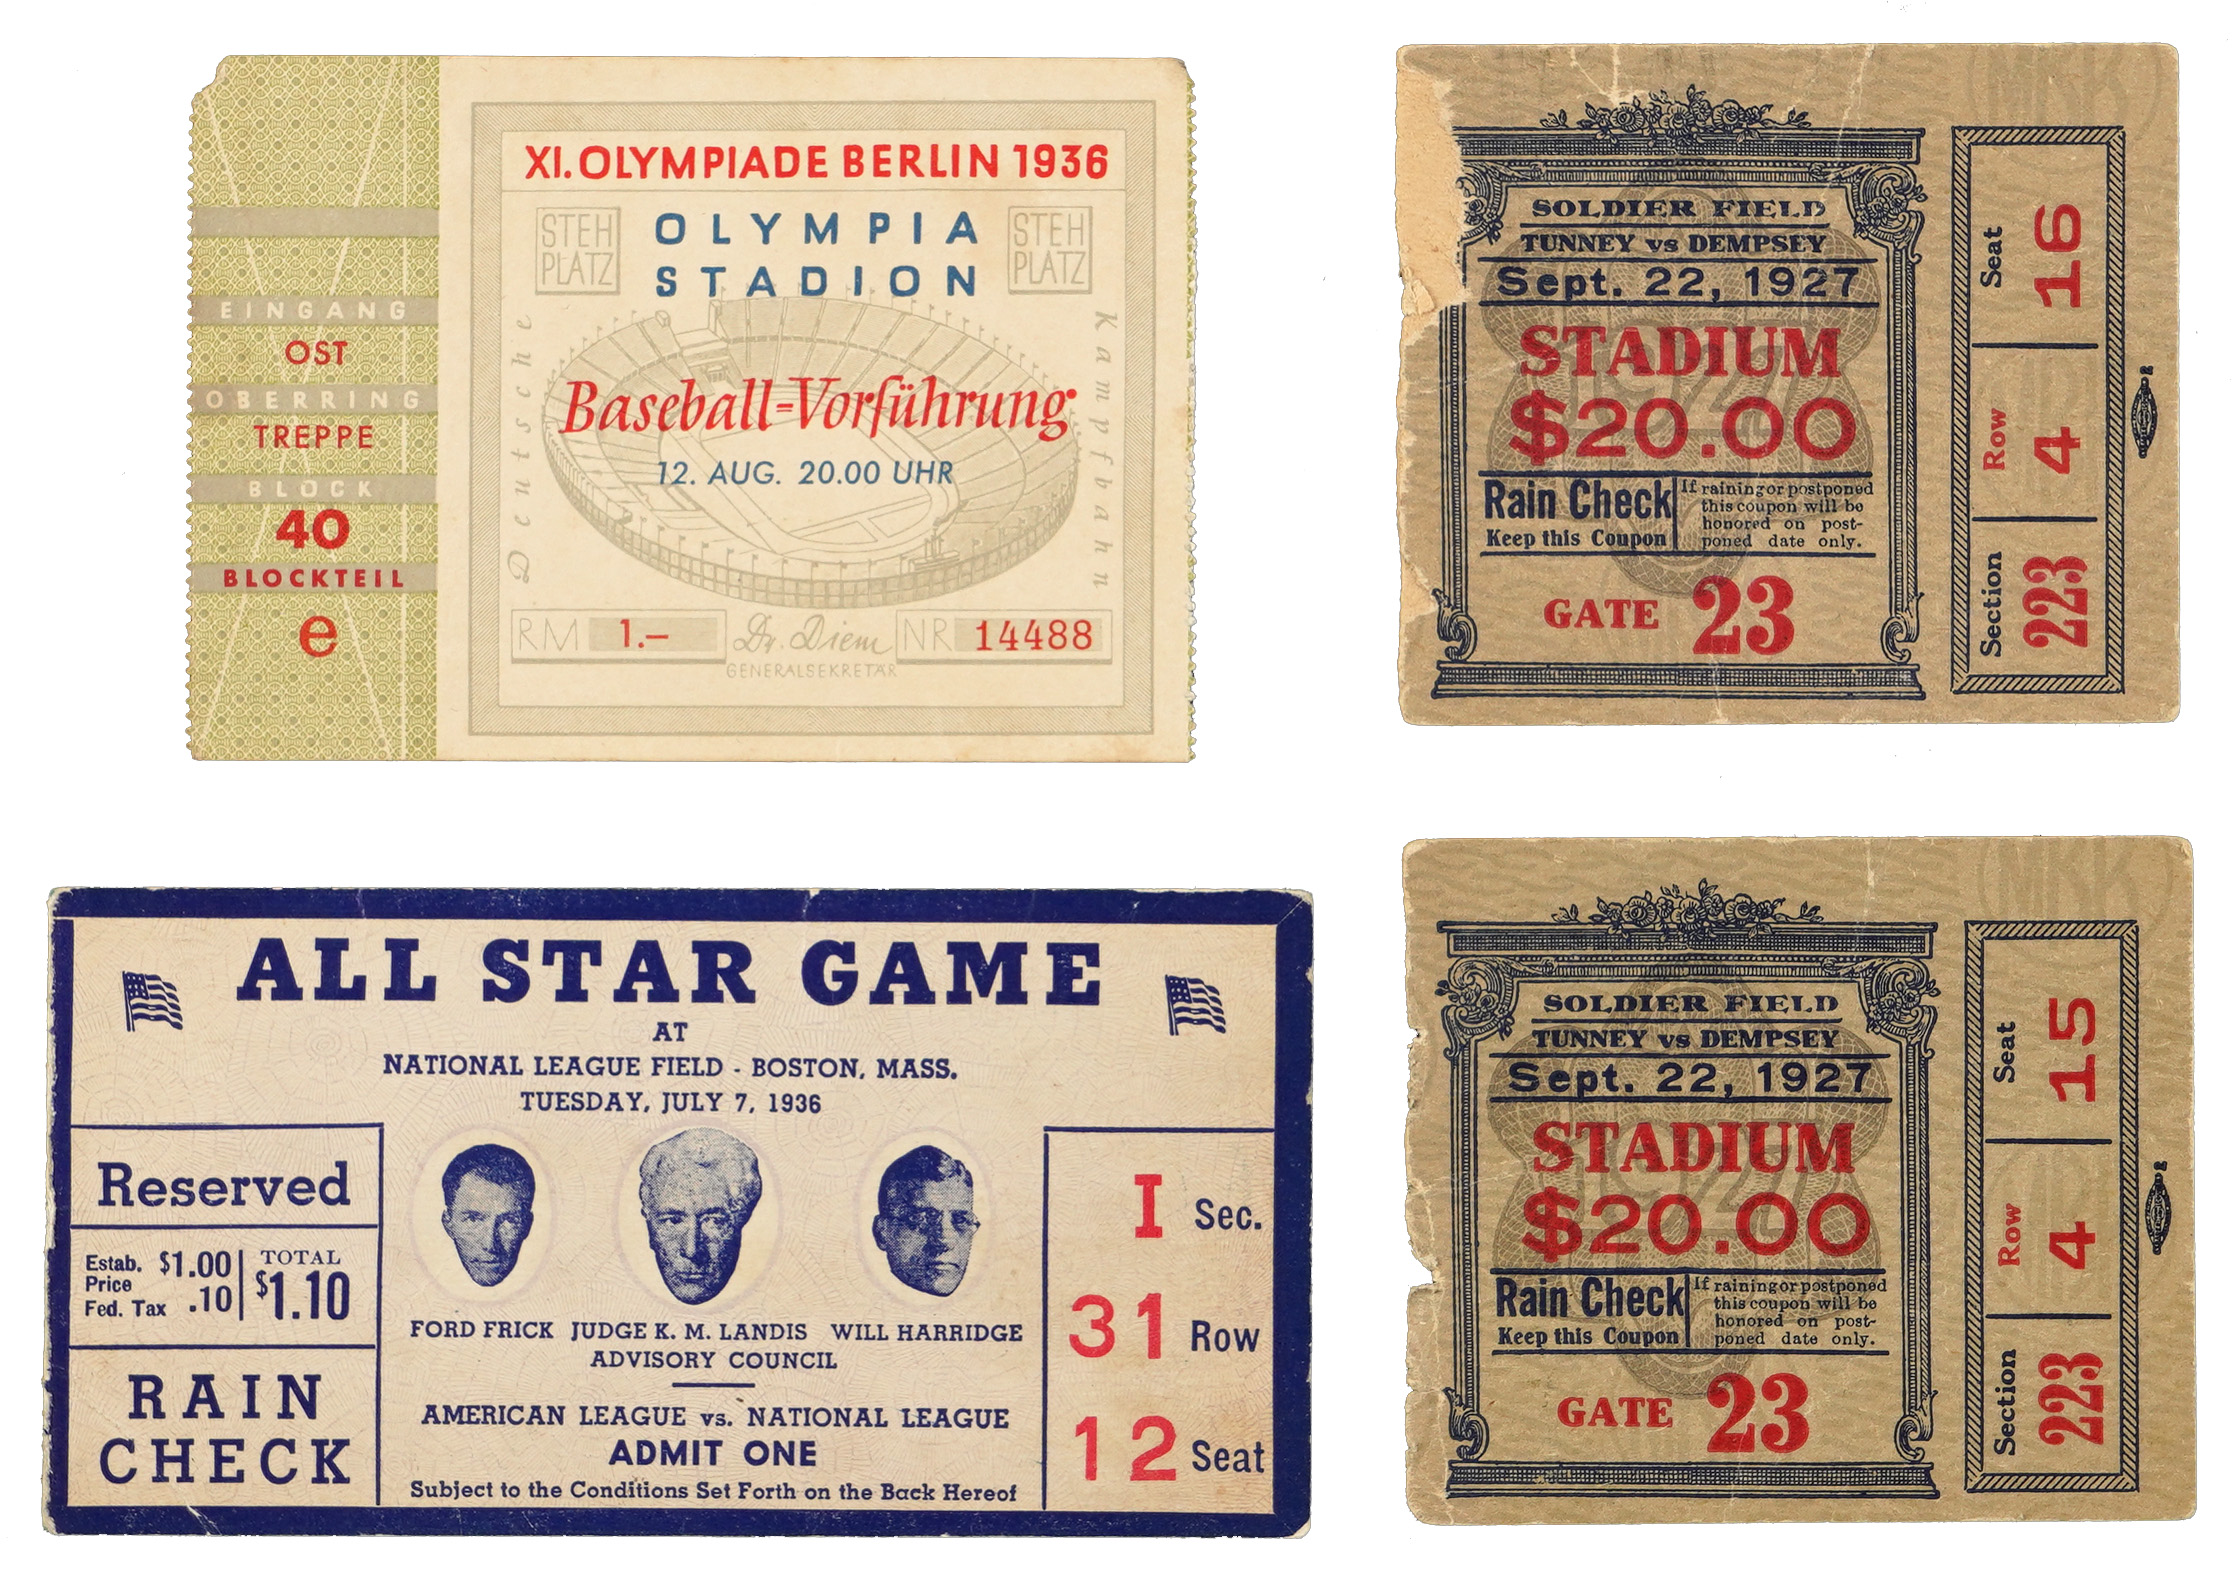 EINGANG
OST
OBERRING
TREPPE
BLOCK
40
BLOCKTEIL
e
XI. OLYMPIADE BERLIN 1936
STEH
PLATZ
OLYMPIA
STADION
STEH
PLATZ
Deutsche
Kampfbahn
Baseball=Vorführung
12. AUG. 20.00 UHR
RM 1.–
Dr. Diem
GENERALSEKRETÄR
NR 14488
SOLDIER FIELD
TUNNEY vs DEMPSEY
Sept. 22, 1927
STADIUM
$20.00
Rain Check
Keep this Coupon
If raining or postponed
this coupon will be
honored on post-
poned date only.
GATE 23
Seat 16
Row 4
Section 223
ALL STAR GAME
AT
NATIONAL LEAGUE FIELD - BOSTON, MASS.
TUESDAY, JULY 7, 1936
Reserved
Estab. Price $1.00
Fed. Tax .10
TOTAL
$1.10
RAIN
CHECK
FORD FRICK JUDGE K. M. LANDIS WILL HARRIDGE
ADVISORY COUNCIL
AMERICAN LEAGUE vs. NATIONAL LEAGUE
ADMIT ONE
Subject to the Conditions Set Forth on the Back Hereof
I Sec.
31 Row
12 Seat
SOLDIER FIELD
TUNNEY vs DEMPSEY
Sept. 22, 1927
STADIUM
$20.00
Rain Check
Keep this Coupon
If raining or postponed
this coupon will be
honored on post-
poned date only.
GATE 23
Seat 15
Row 4
Section 223